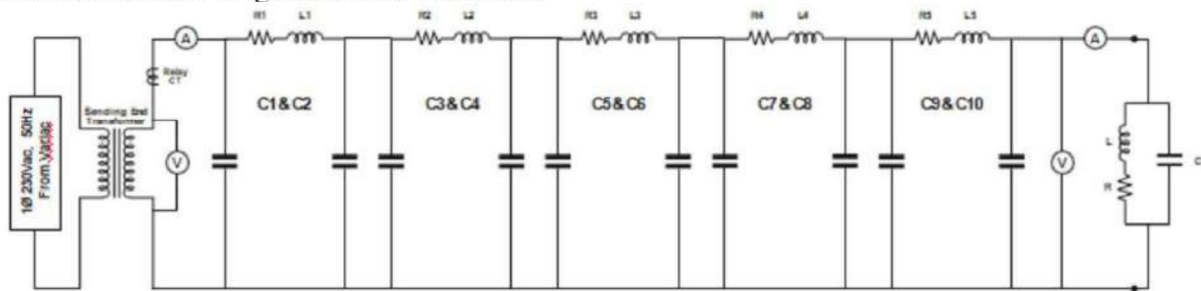 R1 L1 R2 L2 R3 L3 R4 L4 R5 L5
A A
Relay
CT
C1 & C2 C3 & C4 C5 & C6 C7 & C8 C9 & C10
Sending End
Transformer
1Ø 230Vac, 50Hz
From Variac
V V
R
C